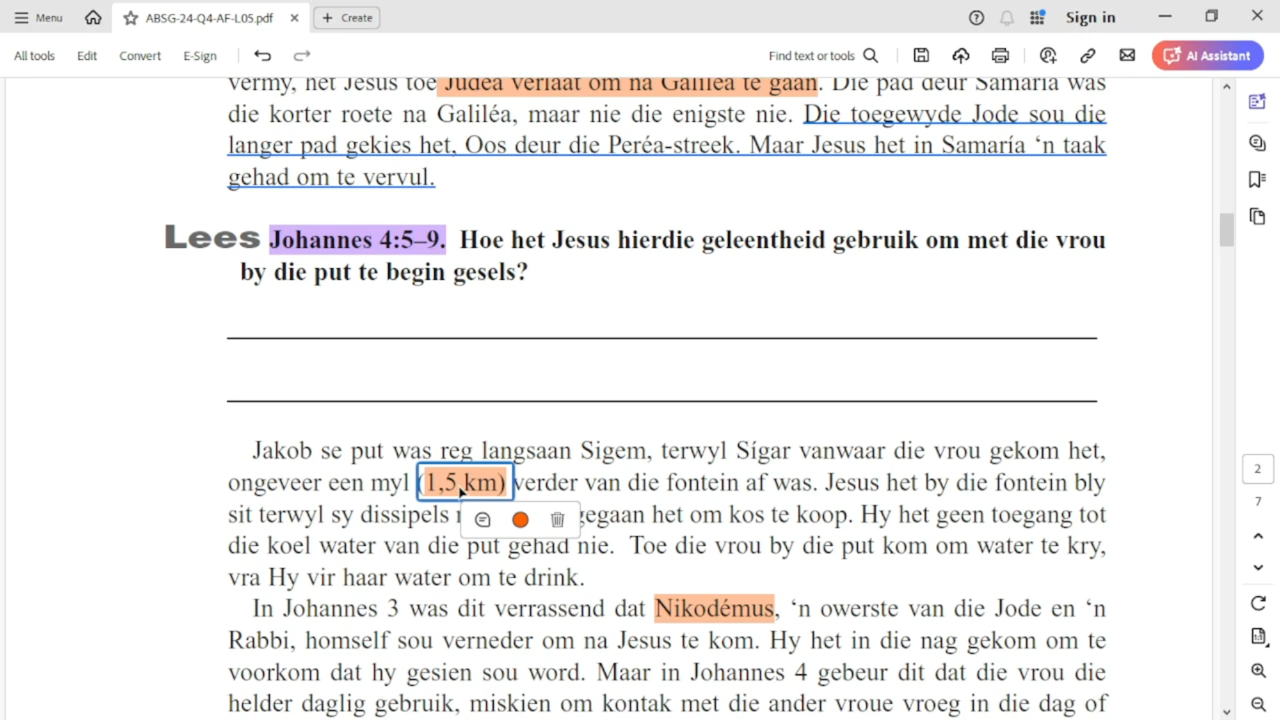 Menu
ABSG-24-Q4-AF-L05.pdf
Create
Sign in
All tools
Edit
Convert
E-Sign
Find text or tools
AI Assistant
vermy, het Jesus toe Judéa verlaat om na Galiléa te gaan. Die pad deur Samaría was
die korter roete na Galiléa, maar nie die enigste nie. Die toegewyde Jode sou die
langer pad gekies het, Oos deur die Peréa-streek. Maar Jesus het in Samaría ‘n taak
gehad om te vervul.
Lees Johannes 4:5–9. Hoe het Jesus hierdie geleentheid gebruik om met die vrou
by die put te begin gesels?
Jakob se put was reg langsaan Sigem, terwyl Sígar vanwaar die vrou gekom het,
ongeveer een myl (1,5 km) verder van die fontein af was. Jesus het by die fontein bly
sit terwyl sy dissipels gegaan het om kos te koop. Hy het geen toegang tot
die koel water van die put gehad nie. Toe die vrou by die put kom om water te kry,
vra Hy vir haar water om te drink.
In Johannes 3 was dit verrassend dat Nikodémus, ‘n owerste van die Jode en ‘n
Rabbi, homself sou verneder om na Jesus te kom. Hy het in die nag gekom om te
voorkom dat hy gesien sou word. Maar in Johannes 4 gebeur dit dat die vrou die
helder daglig gebruik, miskien om kontak met die ander vroue vroeg in die dag of
2
7